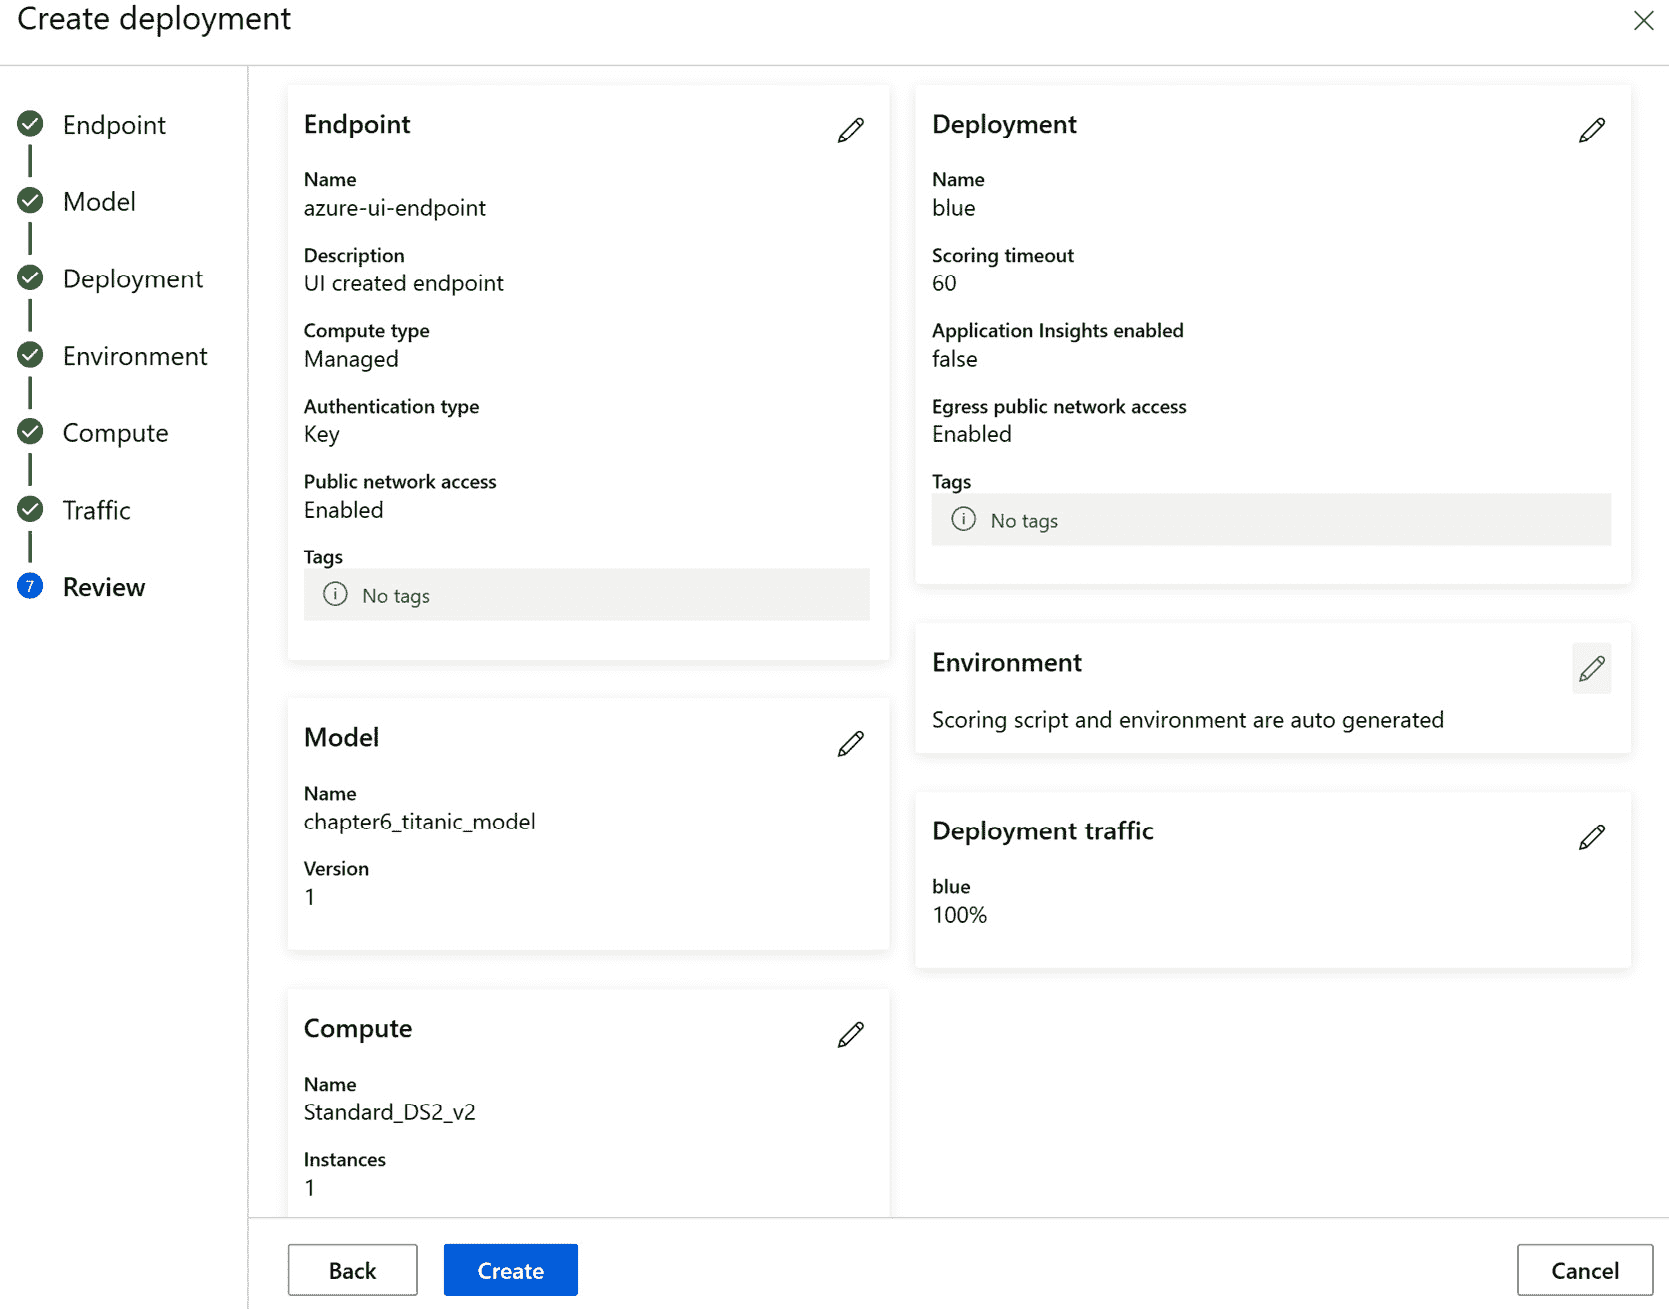 Create deployment
Endpoint
Model
Deployment
Environment
Compute
Traffic
7
Review
Endpoint
Name
azure-ui-endpoint
Description
UI created endpoint
Compute type
Managed
Authentication type
Key
Public network access
Enabled
Tags
No tags
Model
Name
chapter6_titanic_model
Version
1
Compute
Name
Standard_DS2_v2
Instances
1
Deployment
Name
blue
Scoring timeout
60
Application Insights enabled
false
Egress public network access
Enabled
Tags
No tags
Environment
Scoring script and environment are auto generated
Deployment traffic
blue
100%
Back
Create
Cancel